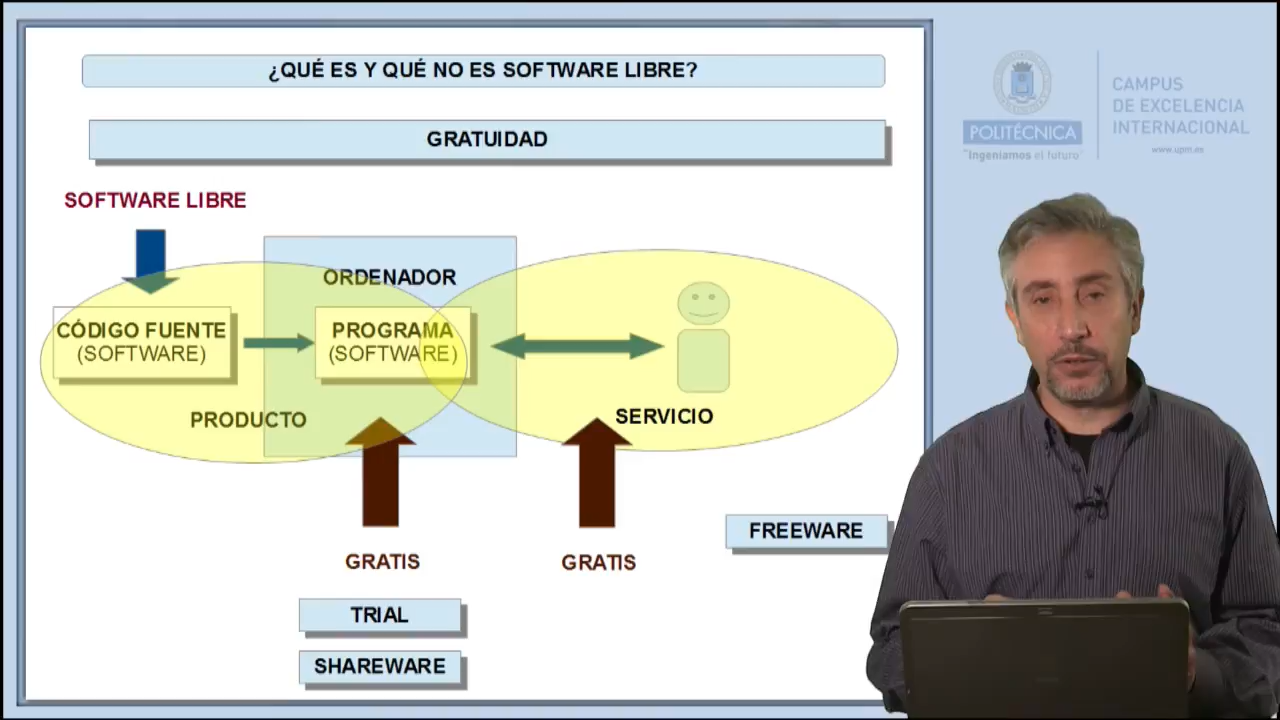 ¿QUÉ ES Y QUÉ NO ES SOFTWARE LIBRE?
GRATUIDAD
SOFTWARE LIBRE
ORDENADOR
CÓDIGO FUENTE
(SOFTWARE)
PROGRAMA
(SOFTWARE)
PRODUCTO
SERVICIO
GRATIS
GRATIS
FREEWARE
TRIAL
SHAREWARE
POLITÉCNICA
"Ingeniamos el futuro"
CAMPUS
DE EXCELENCIA
INTERNACIONAL
www.upm.es